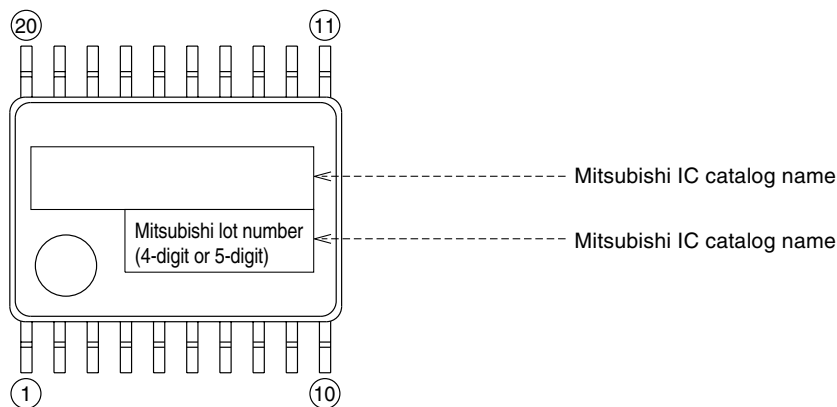 20 11
Mitsubishi IC catalog name
Mitsubishi lot number
(4-digit or 5-digit)
Mitsubishi IC catalog name
1 10